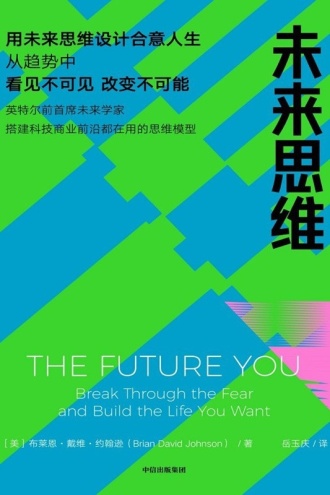 用未来思维设计合意人生
从趋势中
看见不可见 改变不可能
英特尔前首席未来学家
搭建科技商业前沿都在用的思维模型
未来思维
THE FUTURE YOU
Break Through the Fear
and Build the Life You Want
[美]布莱恩·戴维·约翰逊(Brian David Johnson)/著
岳玉庆/译
中信出版集团